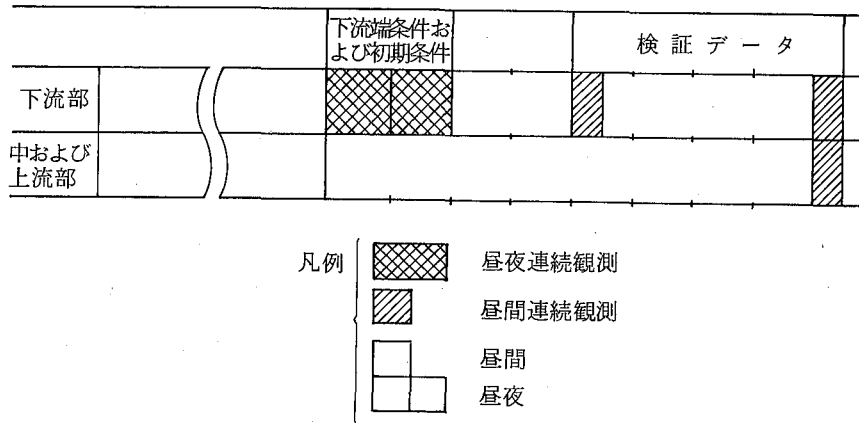 下流端条件お
よび初期条件
検証データ
下流部
中および
上流部
凡例
昼夜連続観測
昼間連続観測
昼間
昼夜